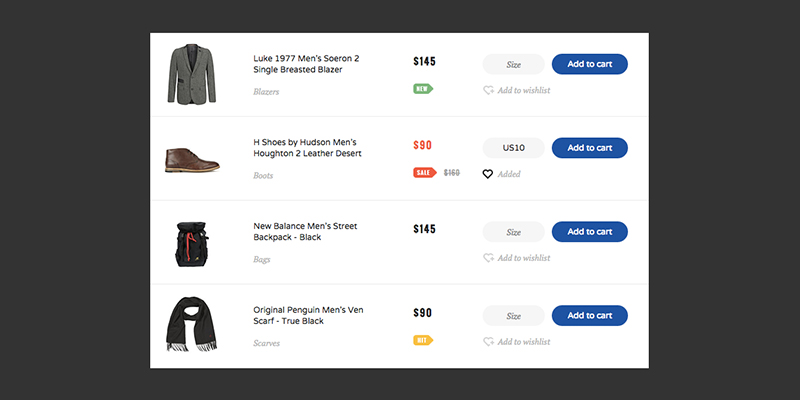 Luke 1977 Men's Soeron 2
Single Breasted Blazer
Blazers
$145
NEW
Size
Add to cart
Add to wishlist
H Shoes by Hudson Men's
Houghton 2 Leather Desert
Boots
$90
SALE $160
US10
Add to cart
Added
New Balance Men's Street
Backpack - Black
Bags
$145
Size
Add to cart
Add to wishlist
Original Penguin Men's Ven
Scarf - True Black
Scarves
$90
Size
Add to cart
Add to wishlist